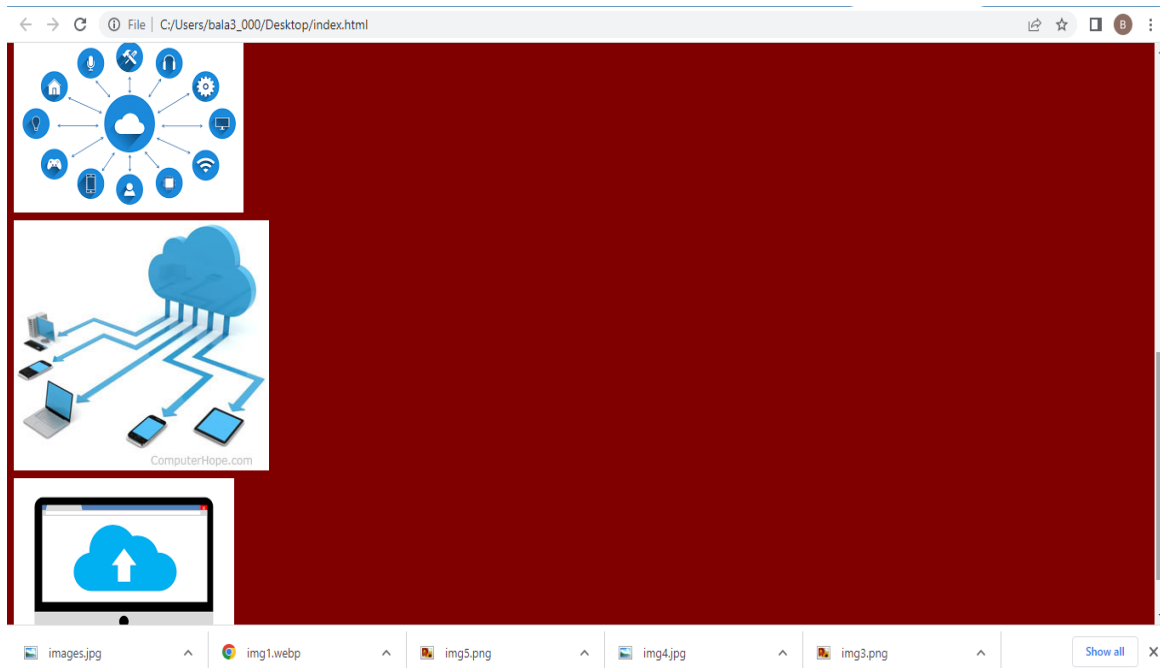 File | C:/Users/bala3_000/Desktop/index.html
B
ComputerHope.com
images.jpg
img1.webp
img5.png
img4.jpg
img3.png
Show all